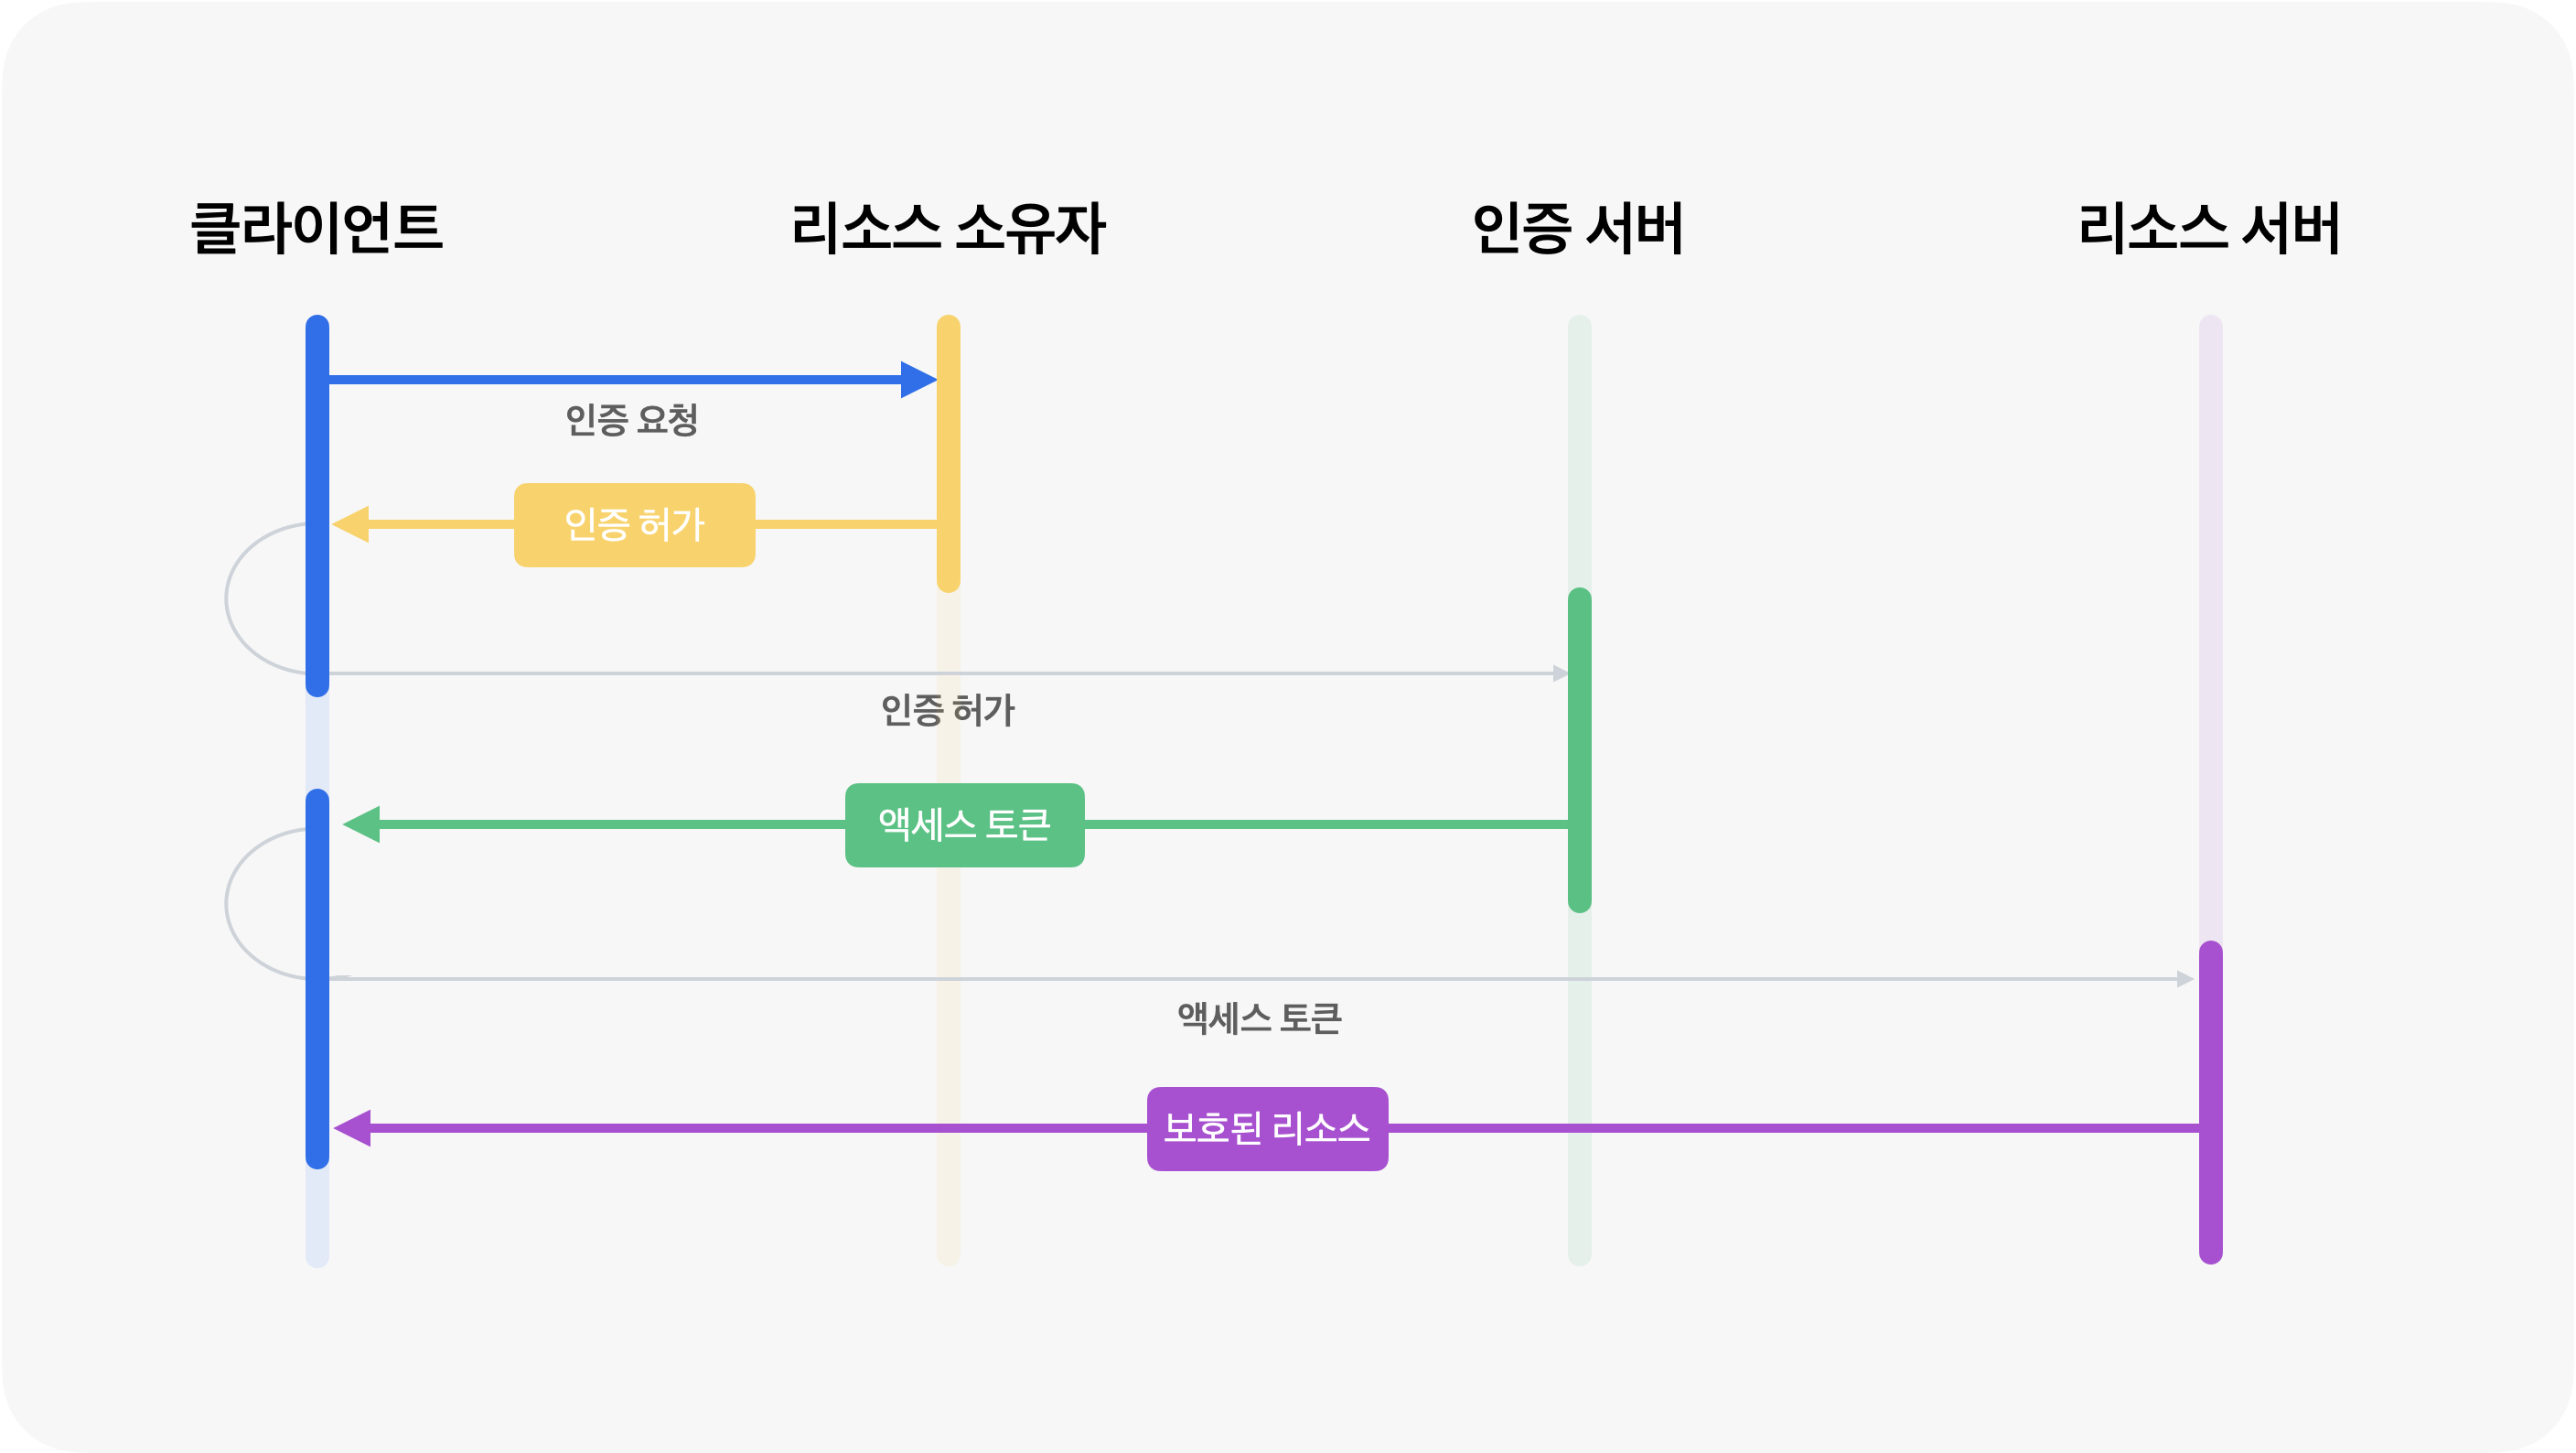 클라이언트
리소스 소유자
인증 서버
리소스 서버
인증 요청
인증 허가
인증 허가
액세스 토큰
액세스 토큰
보호된 리소스